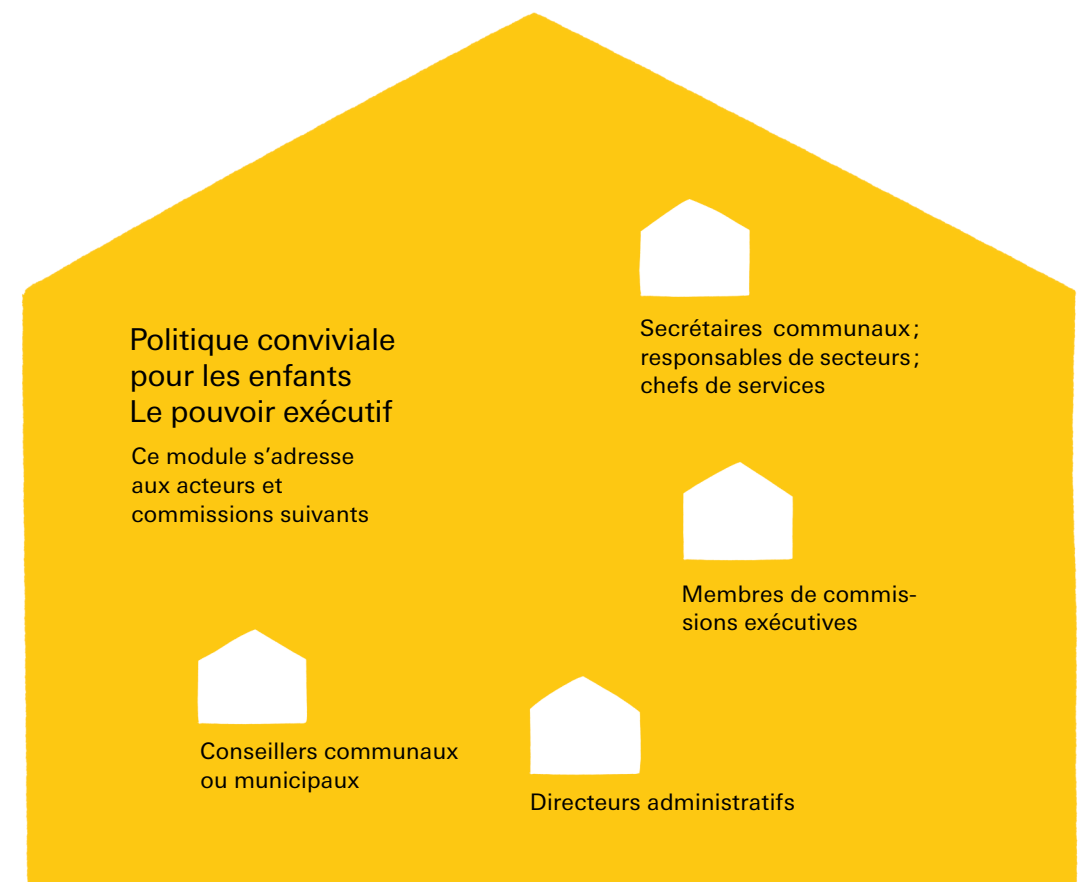 Politique conviviale
pour les enfants
Le pouvoir exécutif
Ce module s’adresse
aux acteurs et
commissions suivants
Secrétaires communaux;
responsables de secteurs;
chefs de services
Membres de commis-
sions exécutives
Conseillers communaux
ou municipaux
Directeurs administratifs